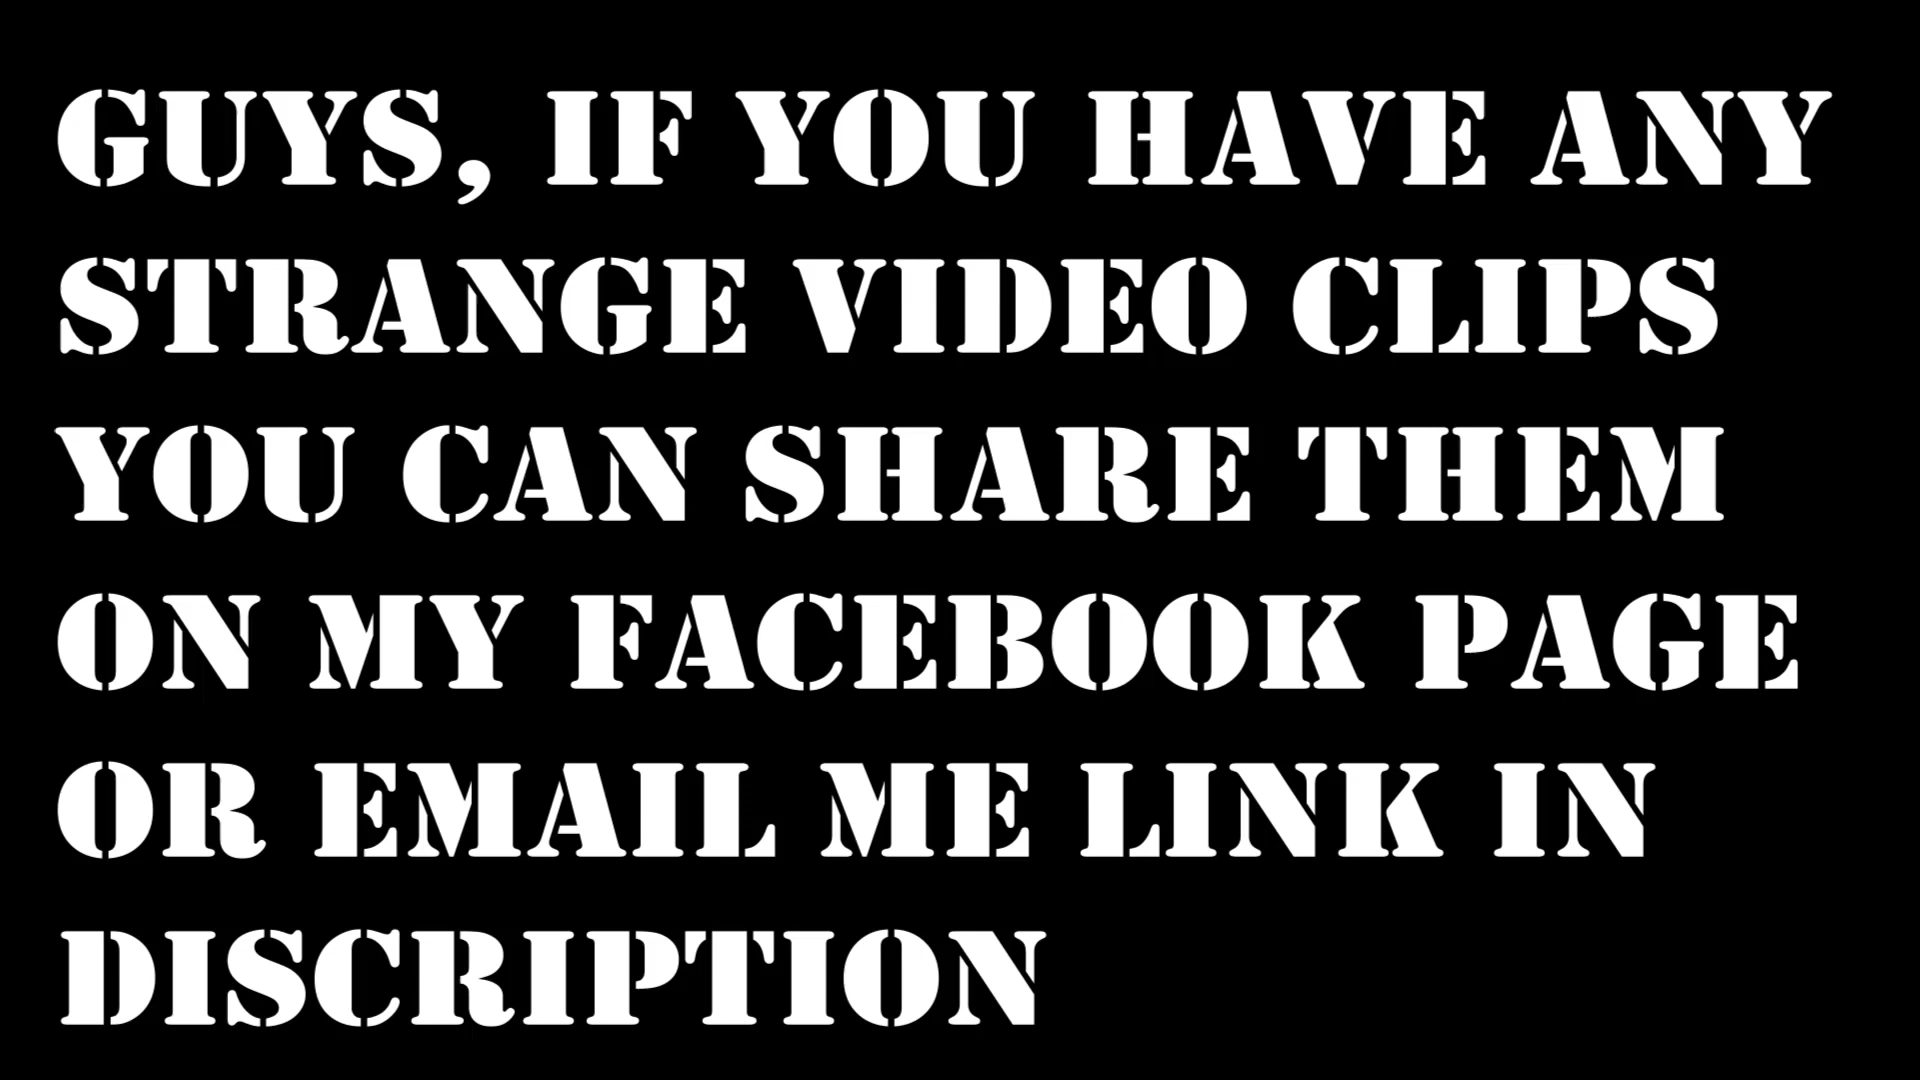 GUYS, IF YOU HAVE ANY
STRANGE VIDEO CLIPS
YOU CAN SHARE THEM
ON MY FACEBOOK PAGE
OR EMAIL ME LINK IN
DISCRIPTION